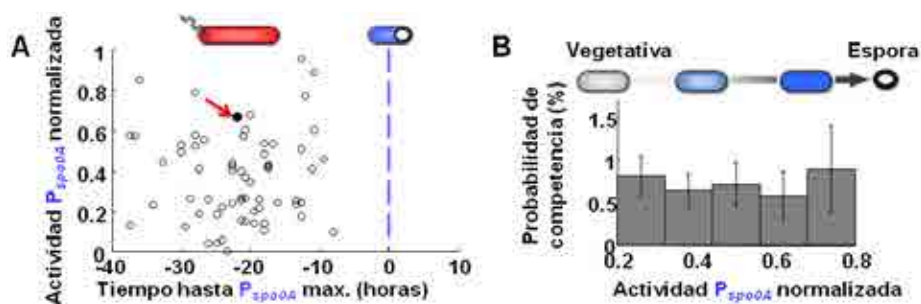 A
Actividad P_spo0A normalizada
1
0.8
0.6
0.4
0.2
0
-40 -30 -20 -10 0 10
Tiempo hasta P_spo0A max. (horas)
B
Vegetativa Espora
Probabilidad de
competencia (%)
1.5
1
0.5
0
0.2 0.4 0.6 0.8
Actividad P_spo0A normalizada